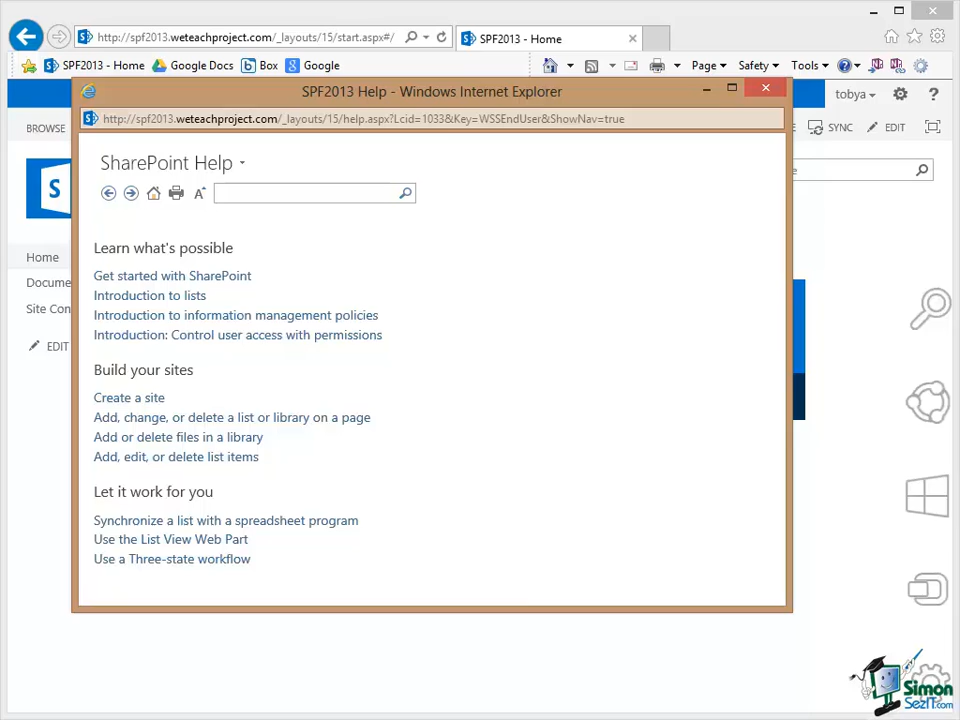 http://spf2013.weteachproject.com/_layouts/15/start.aspx#/
SPF2013 - Home
SPF2013 - Home
Google Docs
Box
Google
Page
Safety
Tools
SPF2013 Help - Windows Internet Explorer
tobya
http://spf2013.weteachproject.com/_layouts/15/help.aspx?Lcid=1033&Key=WSSEndUser&ShowNav=true
BROWSE
SYNC
EDIT
SharePoint Help
Learn what's possible
Home
Get started with SharePoint
Docume
Introduction to lists
Site Con
Introduction to information management policies
Introduction: Control user access with permissions
EDIT
Build your sites
Create a site
Add, change, or delete a list or library on a page
Add or delete files in a library
Add, edit, or delete list items
Let it work for you
Synchronize a list with a spreadsheet program
Use the List View Web Part
Use a Three-state workflow
Simon
SezIT.com